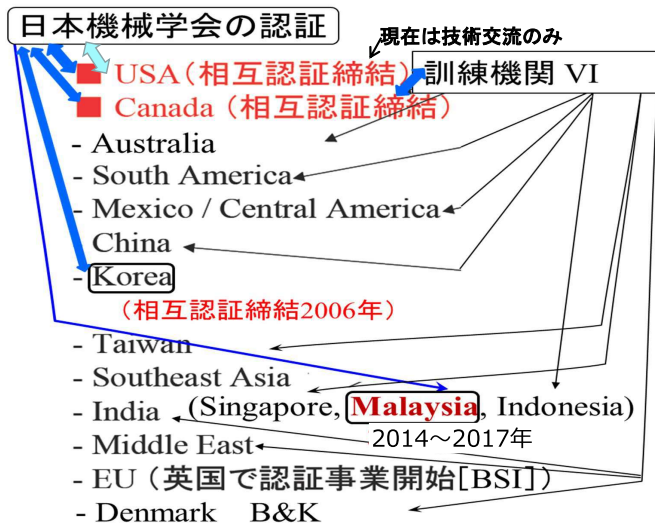 日本機械学会の認証
現在は技術交流のみ
USA(相互認証締結)
訓練機関 VI
Canada (相互認証締結)
- Australia
- South America
- Mexico / Central America
China
- Korea
(相互認証締結2006年)
- Taiwan
- Southeast Asia
(Singapore, Malaysia, Indonesia)
- India
2014～2017年
- Middle East
- EU (英国で認証事業開始[BSI])
- Denmark B&K